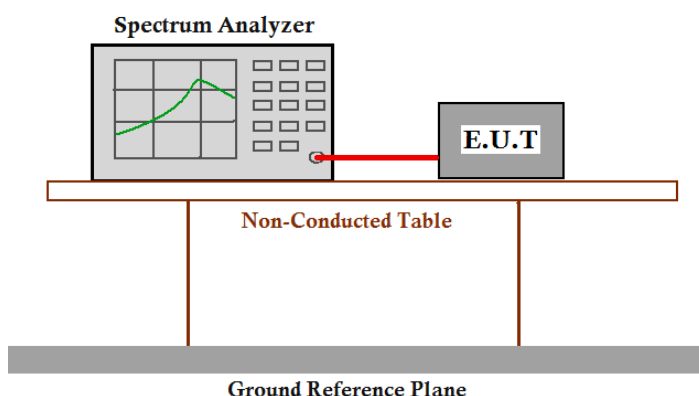 Spectrum Analyzer
E.U.T
Non-Conducted Table
Ground Reference Plane